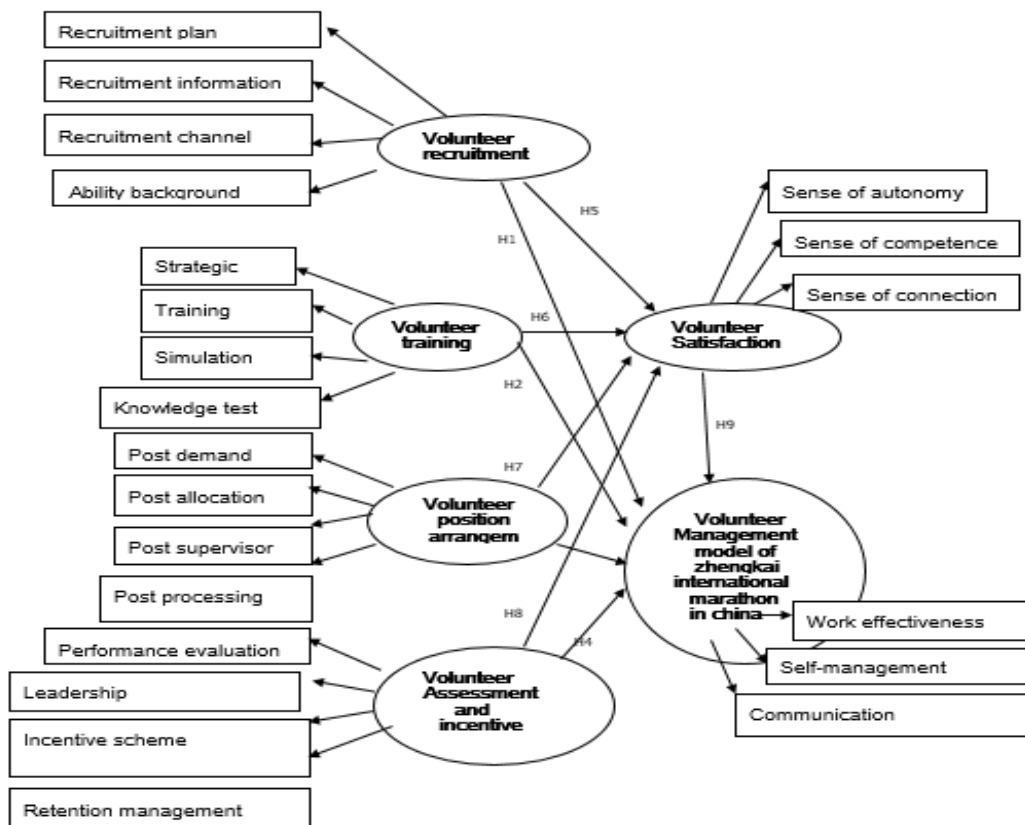 Recruitment plan
Recruitment information
Recruitment channel
Ability background
Volunteer
recruitment
H5
H1
Sense of autonomy
Sense of competence
Sense of connection
Strategic
Training
Simulation
Knowledge test
Volunteer
training
H6
H2
Volunteer
Satisfaction
H9
Post demand
Post allocation
Post supervisor
Post processing
H7
Volunteer
position
arrangem
Volunteer
Management
model of
zhengkai
international
marathon
in china
Work effectiveness
Self-management
Communication
H8
H4
Performance evaluation
Leadership
Incentive scheme
Retention management
Volunteer
Assessment
and
incentive